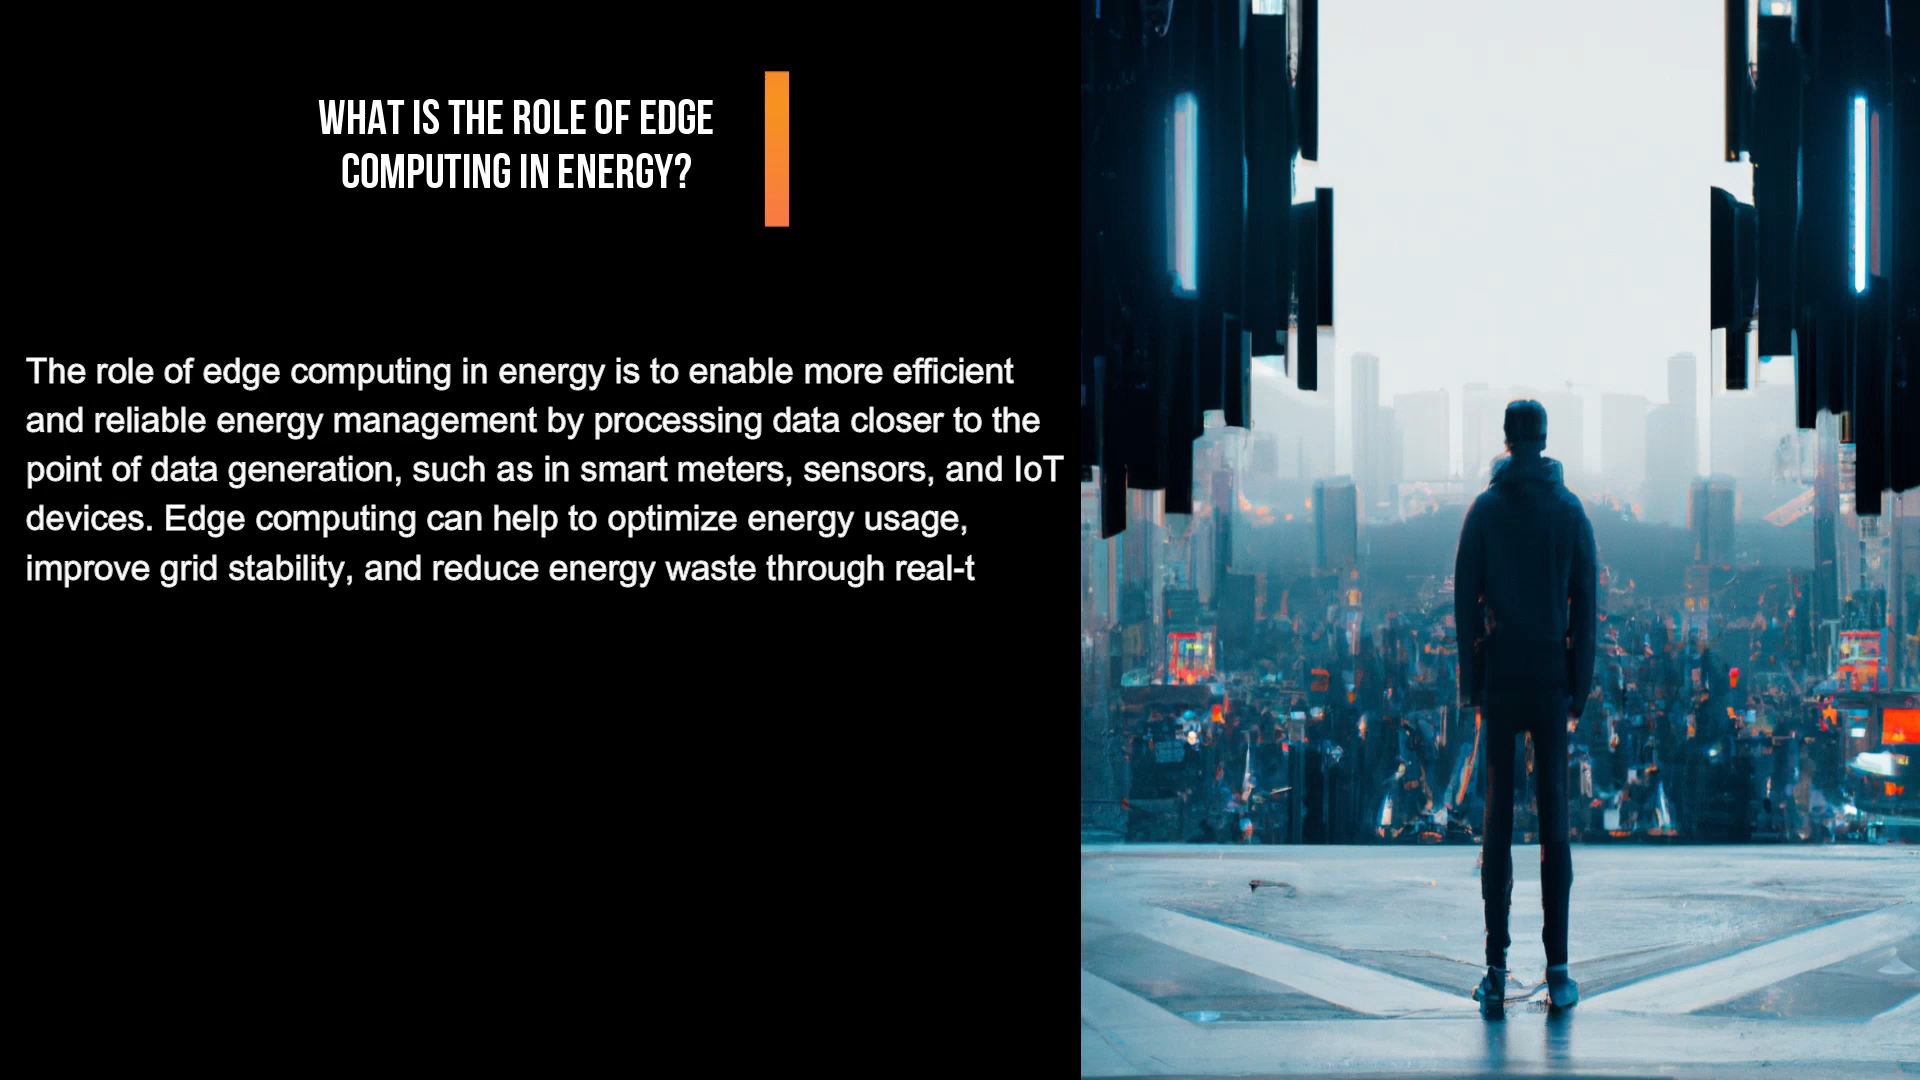 WHAT IS THE ROLE OF EDGE
COMPUTING IN ENERGY?
The role of edge computing in energy is to enable more efficient
and reliable energy management by processing data closer to the
point of data generation, such as in smart meters, sensors, and IoT
devices. Edge computing can help to optimize energy usage,
improve grid stability, and reduce energy waste through real-t